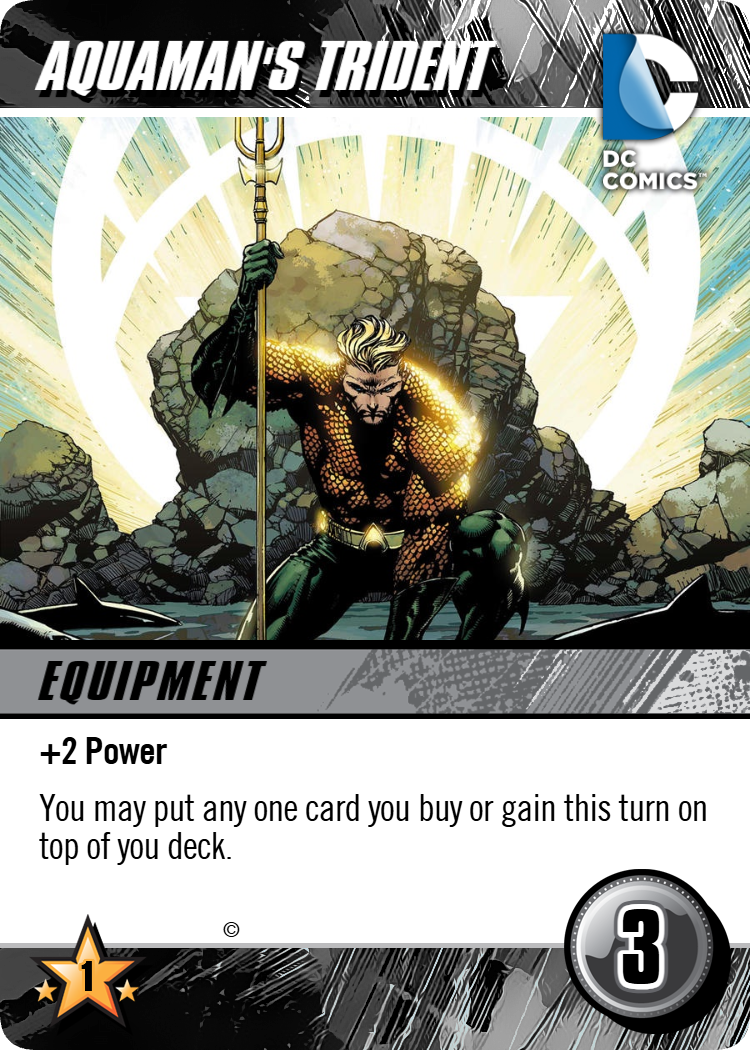 AQUAMAN'S TRIDENT
DC
COMICS™
EQUIPMENT
+2 Power
You may put any one card you buy or gain this turn on
top of you deck.
©
1
3